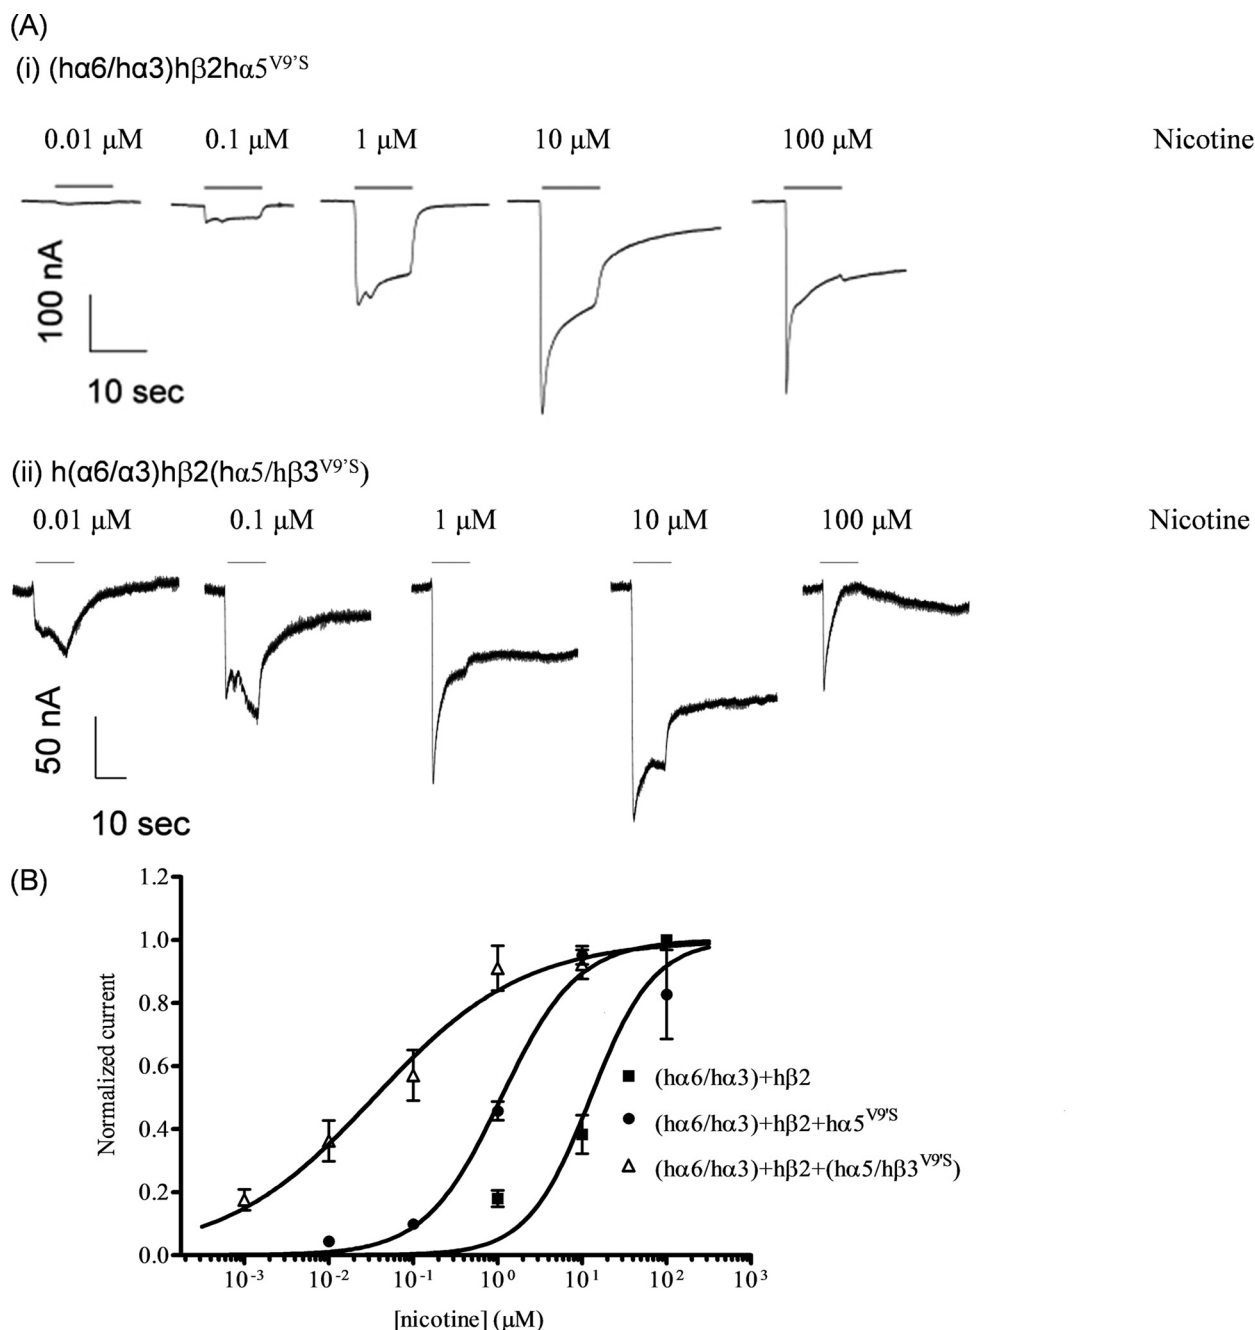 (A)
(i) (hα6/hα3)hβ2hα5V9'S
0.01 μM 0.1 μM 1 μM 10 μM 100 μM Nicotine
100 nA
10 sec
(ii) h(α6/α3)hβ2(hα5/hβ3V9'S)
0.01 μM 0.1 μM 1 μM 10 μM 100 μM Nicotine
50 nA
10 sec
(B)
Normalized current
1.2
1.0
0.8
0.6
0.4
0.2
0.0
(hα6/hα3)+hβ2
(hα6/hα3)+hβ2+hα5V9'S
(hα6/hα3)+hβ2+(hα5/hβ3V9'S)
10-3 10-2 10-1 100 101 102 103
[nicotine] (μM)